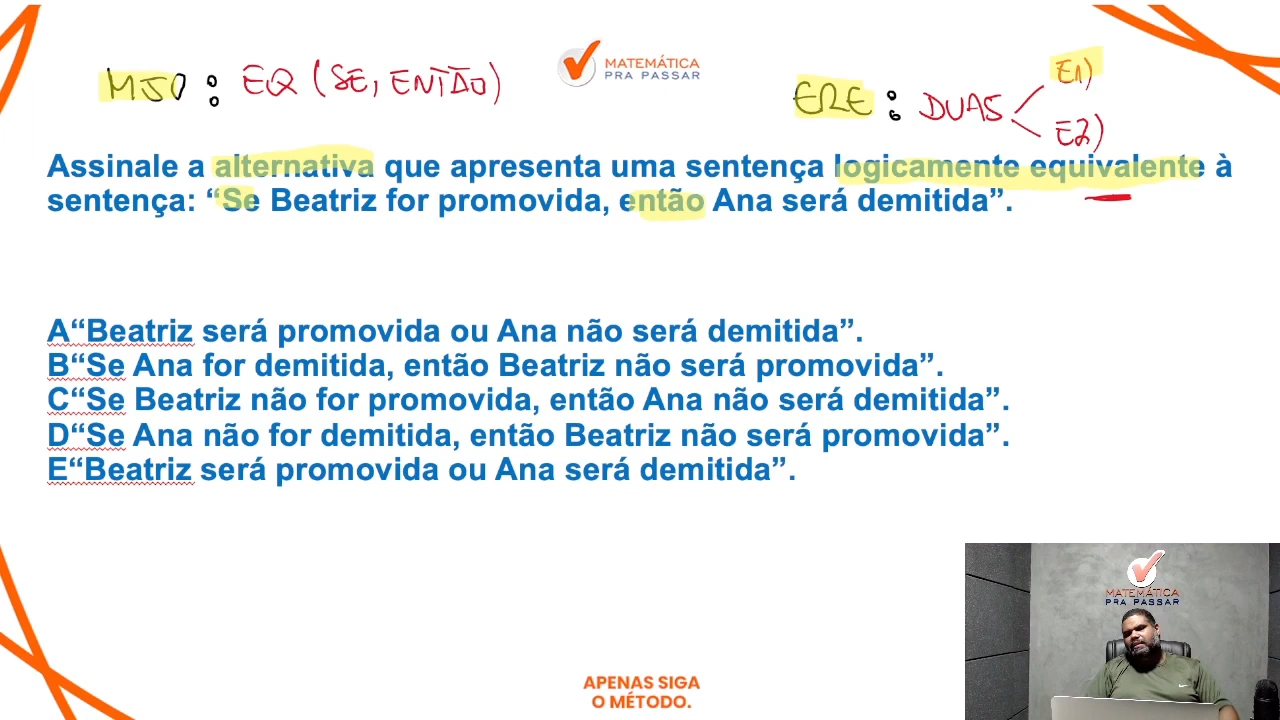 MJO : EQ (SE, ENTÃO)
MATEMÁTICA
PRA PASSAR
ERE : DUAS E1)
E2)
Assinale a alternativa que apresenta uma sentença logicamente equivalente à
sentença: “Se Beatriz for promovida, então Ana será demitida”.
A“Beatriz será promovida ou Ana não será demitida”.
B“Se Ana for demitida, então Beatriz não será promovida”.
C“Se Beatriz não for promovida, então Ana não será demitida”.
D“Se Ana não for demitida, então Beatriz não será promovida”.
E“Beatriz será promovida ou Ana será demitida”.
MATEMÁTICA
PRA PASSAR
APENAS SIGA
O MÉTODO.